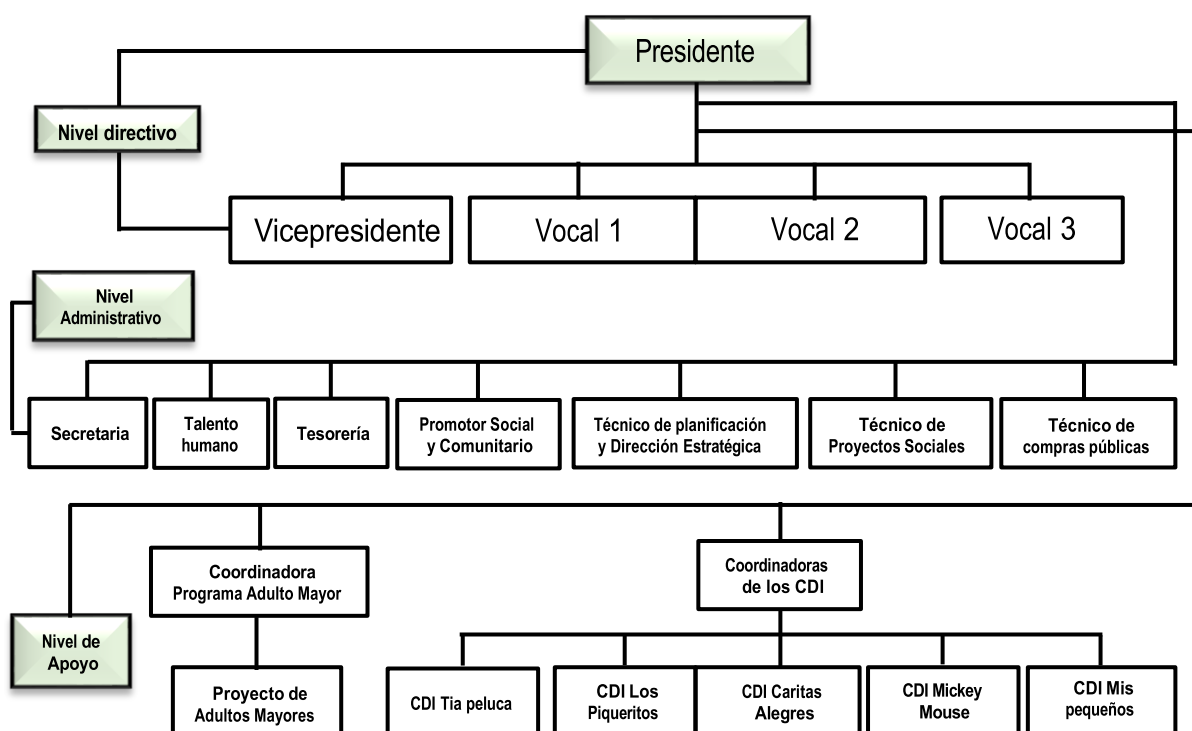 Presidente
Nivel directivo
Vicepresidente
Vocal 1
Vocal 2
Vocal 3
Nivel
Administrativo
Secretaria
Talento
humano
Tesorería
Promotor Social
y Comunitario
Técnico de planificación
y Dirección Estratégica
Técnico de
Proyectos Sociales
Técnico de
compras públicas
Coordinadora
Programa Adulto Mayor
Coordinadoras
de los CDI
Nivel de
Apoyo
Proyecto de
Adultos Mayores
CDI Tia peluca
CDI Los
Piqueritos
CDI Caritas
Alegres
CDI Mickey
Mouse
CDI Mis
pequeños